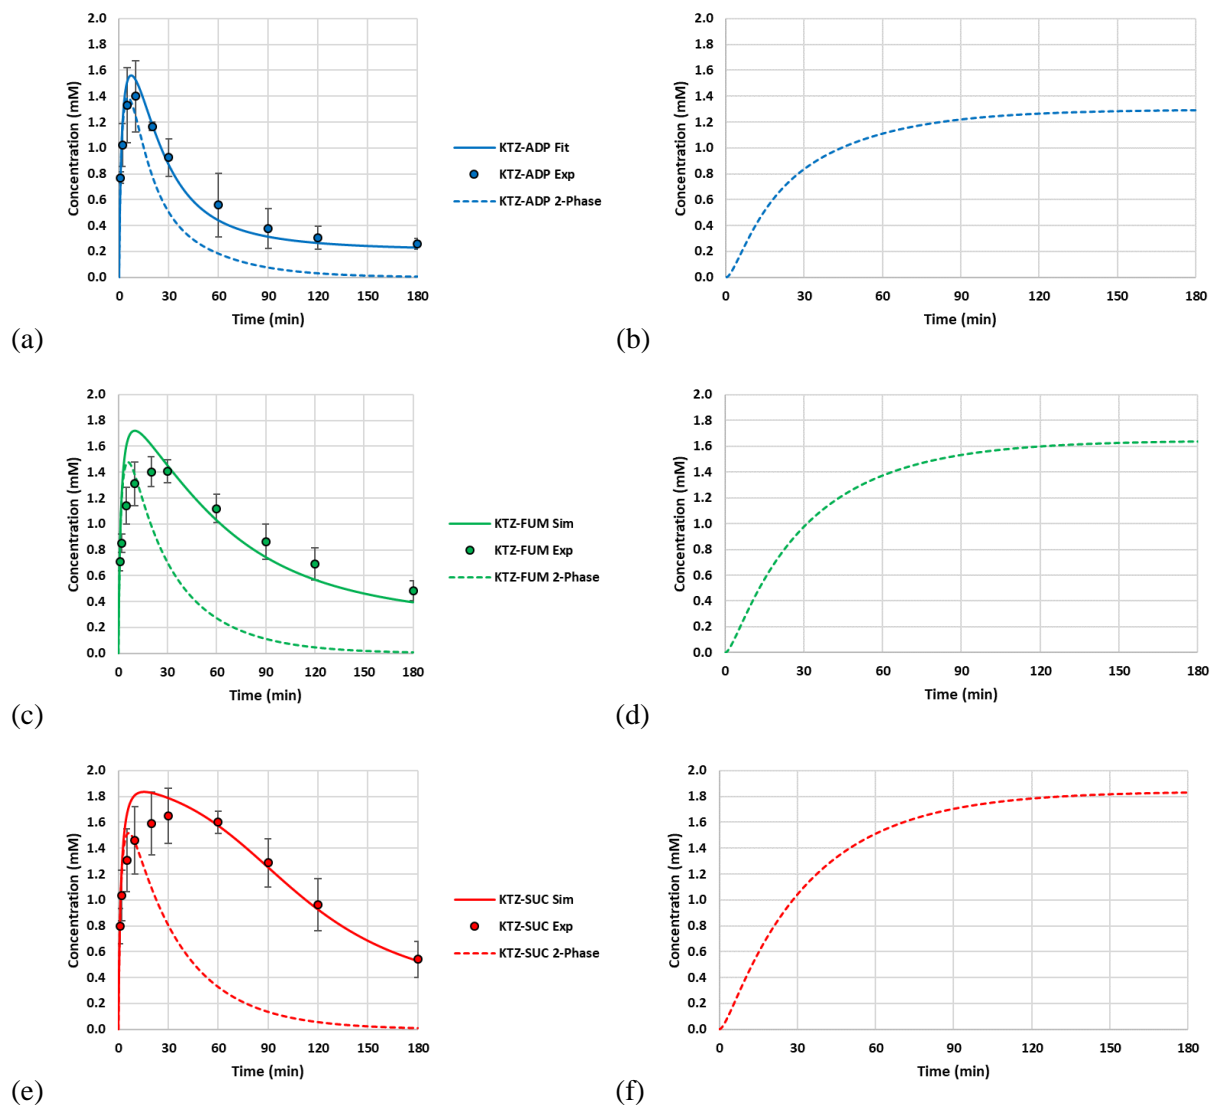 2.0
1.8
1.6
1.4
1.2
1.0
0.8
0.6
0.4
0.2
0.0
Concentration (mM)
0 30 60 90 120 150 180
Time (min)
KTZ-ADP Fit
KTZ-ADP Exp
KTZ-ADP 2-Phase
(a)
2.0
1.8
1.6
1.4
1.2
1.0
0.8
0.6
0.4
0.2
0.0
Concentration (mM)
0 30 60 90 120 150 180
Time (min)
(b)
2.0
1.8
1.6
1.4
1.2
1.0
0.8
0.6
0.4
0.2
0.0
Concentration (mM)
0 30 60 90 120 150 180
Time (min)
KTZ-FUM Sim
KTZ-FUM Exp
KTZ-FUM 2-Phase
(c)
2.0
1.8
1.6
1.4
1.2
1.0
0.8
0.6
0.4
0.2
0.0
Concentration (mM)
0 30 60 90 120 150 180
Time (min)
(d)
2.0
1.8
1.6
1.4
1.2
1.0
0.8
0.6
0.4
0.2
0.0
Concentration (mM)
0 30 60 90 120 150 180
Time (min)
KTZ-SUC Sim
KTZ-SUC Exp
KTZ-SUC 2-Phase
(e)
2.0
1.8
1.6
1.4
1.2
1.0
0.8
0.6
0.4
0.2
0.0
Concentration (mM)
0 30 60 90 120 150 180
Time (min)
(f)